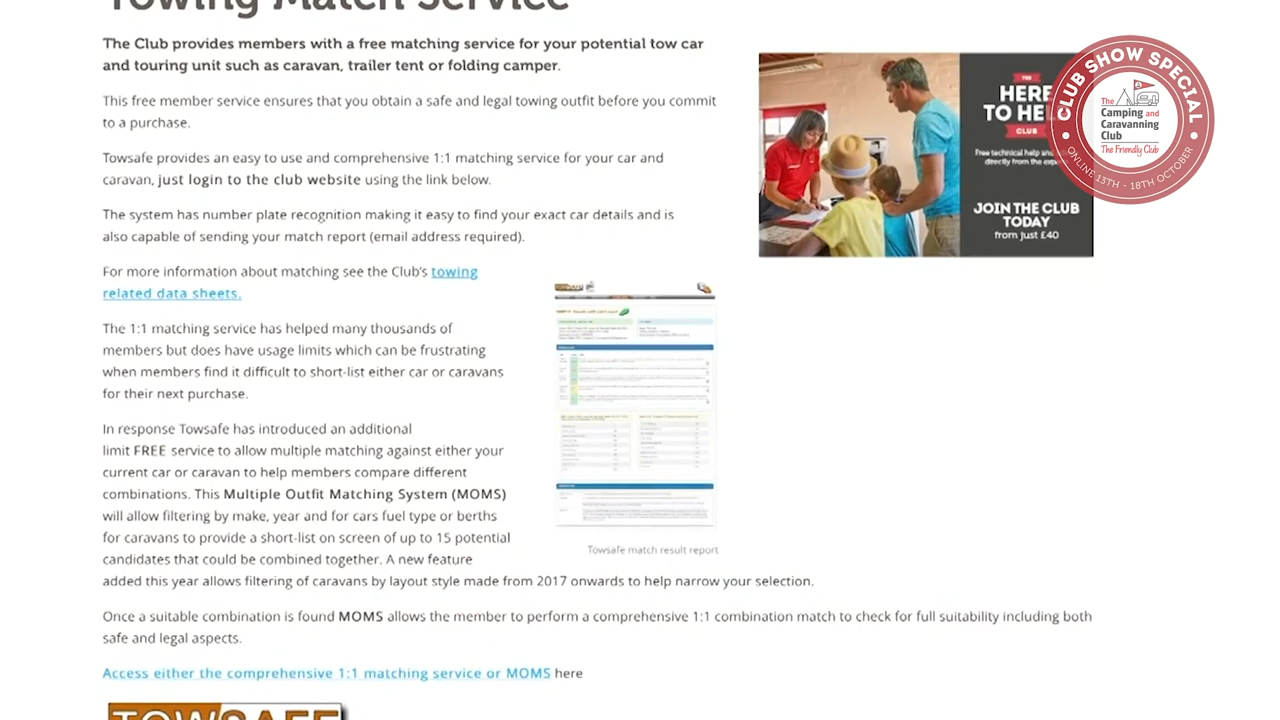 Towing Match Service
The Club provides members with a free matching service for your potential tow car
and touring unit such as caravan, trailer tent or folding camper.
This free member service ensures that you obtain a safe and legal towing outfit before you commit
to a purchase.
Towsafe provides an easy to use and comprehensive 1:1 matching service for your car and
caravan, just login to the club website using the link below.
The system has number plate recognition making it easy to find your exact car details and is
also capable of sending your match report (email address required).
For more information about matching see the Club's towing
related data sheets.
The 1:1 matching service has helped many thousands of
members but does have usage limits which can be frustrating
when members find it difficult to short-list either car or caravans
for their next purchase.
In response Towsafe has introduced an additional
limit FREE service to allow multiple matching against either your
current car or caravan to help members compare different
combinations. This Multiple Outfit Matching System (MOMS)
will allow filtering by make, year and for cars fuel type or berths
for caravans to provide a short-list on screen of up to 15 potential
candidates that could be combined together. A new feature
added this year allows filtering of caravans by layout style made from 2017 onwards to help narrow your selection.
Towsafe match result report
Once a suitable combination is found MOMS allows the member to perform a comprehensive 1:1 combination match to check for full suitability including both
safe and legal aspects.
Access either the comprehensive 1:1 matching service or MOMS here
TOWSAFE
THE
HERE
TO HE
CLUB
Free technical help and
directly from the exp
JOIN THE CLUB
TODAY
from just £40
CLUB SHOW SPECIAL
The
Camping and
Caravanning
Club
The Friendly Club
ONLINE 13TH - 18TH OCTOBER